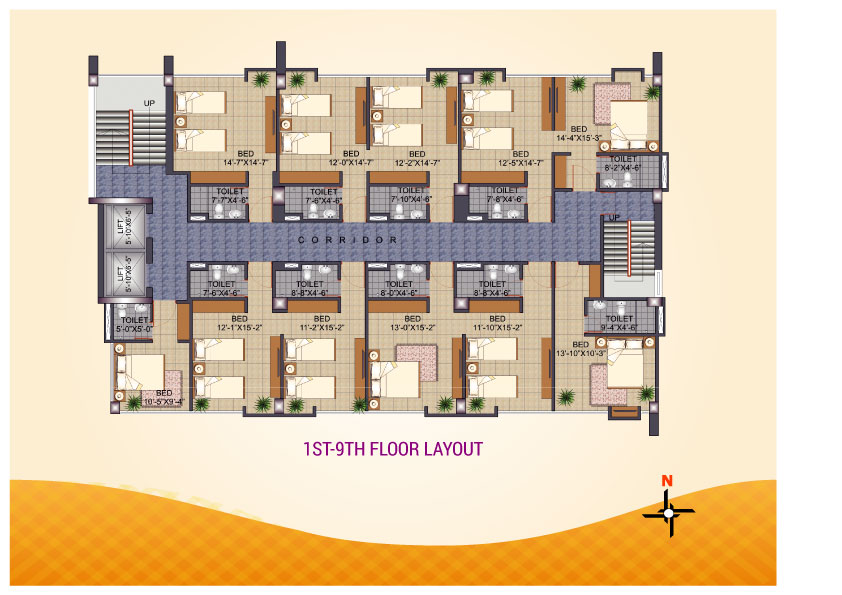 UP
BED
14'-7"X14'-7"
BED
12'-0"X14'-7"
BED
12'-2"X14'-7"
BED
12'-5"X14'-7"
BED
14'-4"X15'-3"
TOILET
8'-2"X4'-6"
TOILET
7'-7"X4'-6"
TOILET
7'-6"X4'-6"
TOILET
7'-10"X4'-6"
TOILET
7'-8"X4'-6"
UP
LIFT
5'-10"X6'-5"
CORRIDOR
LIFT
5'-10"X6'-5"
TOILET
7'-6"X4'-6"
TOILET
8'-8"X4'-6"
TOILET
8'-0"X4'-6"
TOILET
8'-8"X4'-6"
TOILET
5'-0"X5'-0"
BED
12'-1"X15'-2"
BED
11'-2"X15'-2"
BED
13'-0"X15'-2"
BED
11'-10"X15'-2"
TOILET
9'-4"X4'-6"
BED
13'-10"X10'-3"
BED
10'-5"X9'-4"
1ST-9TH FLOOR LAYOUT
N